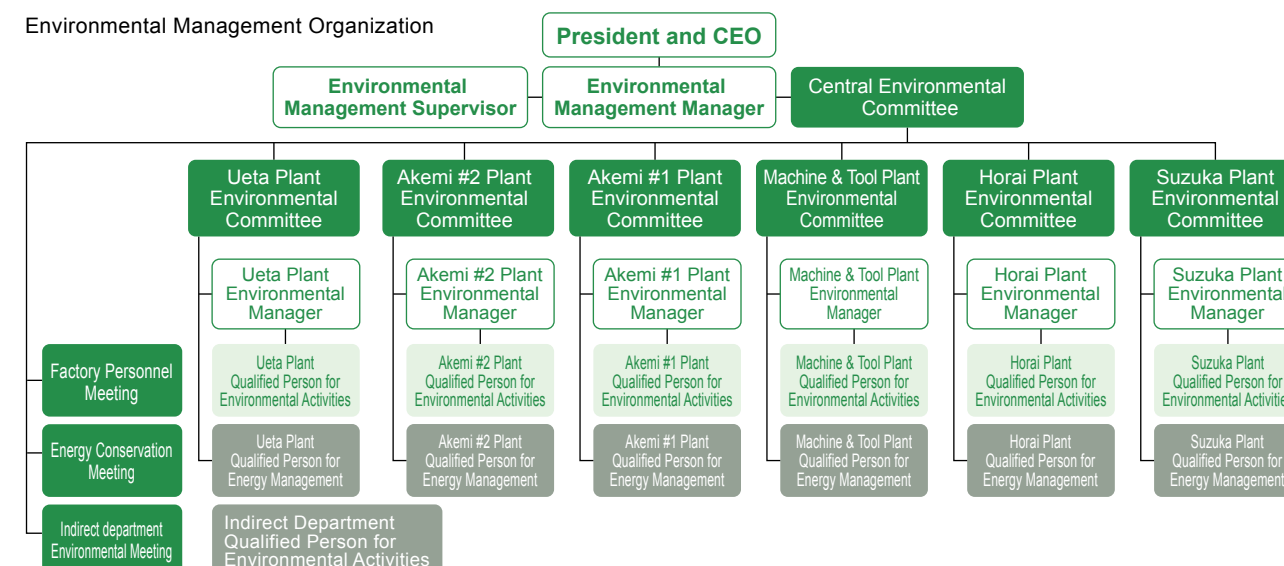 Environmental Management Organization
President and CEO
Environmental
Management Supervisor
Environmental
Management Manager
Central Environmental
Committee
Ueta Plant
Environmental
Committee
Akemi #2 Plant
Environmental
Committee
Akemi #1 Plant
Environmental
Committee
Machine & Tool Plant
Environmental
Committee
Horai Plant
Environmental
Committee
Suzuka Plant
Environmental
Committee
Ueta Plant
Environmental
Manager
Akemi #2 Plant
Environmental
Manager
Akemi #1 Plant
Environmental
Manager
Machine & Tool Plant
Environmental
Manager
Horai Plant
Environmental
Manager
Suzuka Plant
Environmental
Manager
Factory Personnel
Meeting
Ueta Plant
Qualified Person for
Environmental Activities
Akemi #2 Plant
Qualified Person for
Environmental Activities
Akemi #1 Plant
Qualified Person for
Environmental Activities
Machine & Tool Plant
Qualified Person for
Environmental Activities
Horai Plant
Qualified Person for
Environmental Activities
Suzuka Plant
Qualified Person for
Environmental Activitie
Energy Conservation
Meeting
Ueta Plant
Qualified Person for
Energy Management
Akemi #2 Plant
Qualified Person for
Energy Management
Akemi #1 Plant
Qualified Person for
Energy Management
Machine & Tool Plant
Qualified Person for
Energy Management
Horai Plant
Qualified Person for
Energy Management
Suzuka Plant
Qualified Person for
Energy Management
Indirect department
Environmental Meeting
Indirect Department
Qualified Person for
Environmental Activities